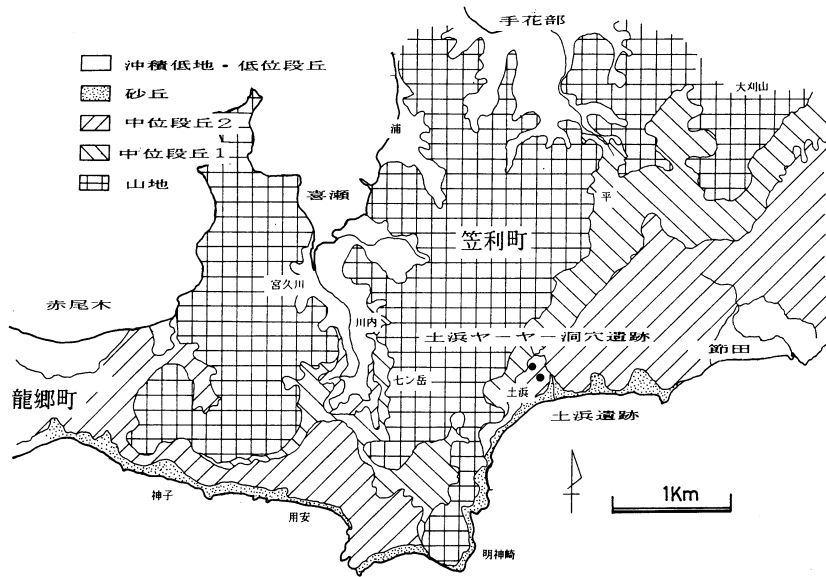 手花部
沖積低地・低位段丘
砂丘
中位段丘2
中位段丘1
山地
大刈山
浦
喜瀬
平
笠利町
宮久川
赤尾木
川内
土浜ヤーヤー洞穴遺跡
節田
七ン岳
龍郷町
土浜
土浜遺跡
1Km
神子
用安
明神崎